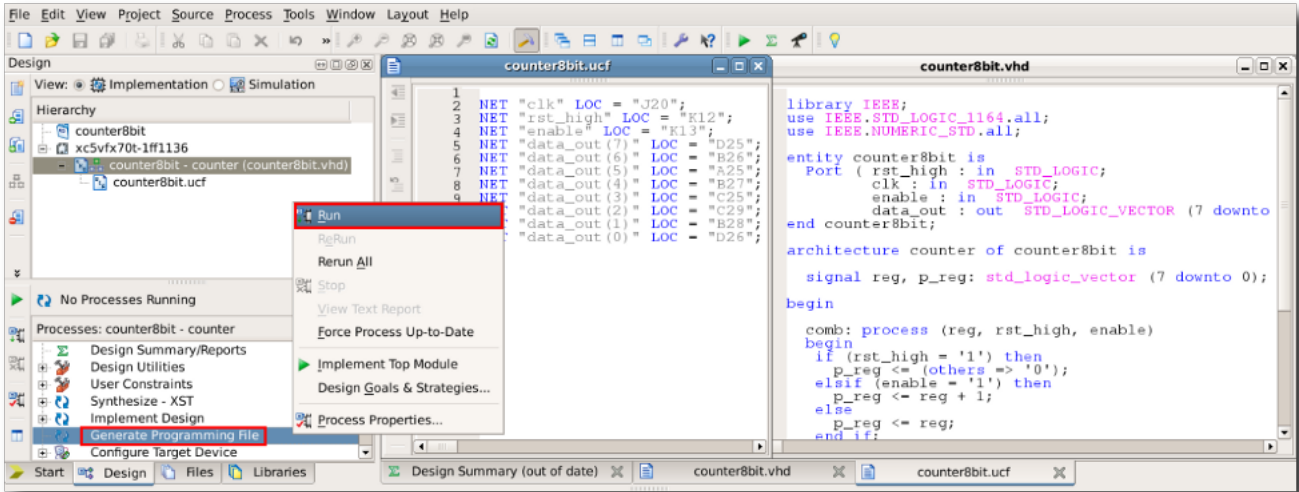 File Edit View Project Source Process Tools Window Layout Help
Design
View: Implementation Simulation
Hierarchy
counter8bit
xc5vfx70t-1ff1136
counter8bit - counter (counter8bit.vhd)
counter8bit.ucf
No Processes Running
Processes: counter8bit - counter
Design Summary/Reports
Design Utilities
User Constraints
Synthesize - XST
Implement Design
Generate Programming File
Configure Target Device
Start Design Files Libraries
Run
ReRun
Rerun All
Stop
View Text Report
Force Process Up-to-Date
Implement Top Module
Design Goals & Strategies...
Process Properties...
counter8bit.ucf
1
2 NET "clk" LOC = "J20";
3 NET "rst_high" LOC = "K12";
4 NET "enable" LOC = "K13";
5 NET "data_out(7)" LOC = "D25";
6 NET "data_out(6)" LOC = "B26";
7 NET "data_out(5)" LOC = "A25";
8 NET "data_out(4)" LOC = "B27";
9 NET "data_out(3)" LOC = "C25";
"data_out(2)" LOC = "C29";
"data_out(1)" LOC = "B28";
"data_out(0)" LOC = "D26";
counter8bit.vhd
library IEEE;
use IEEE.STD_LOGIC_1164.all;
use IEEE.NUMERIC_STD.all;
entity counter8bit is
Port ( rst_high : in STD_LOGIC;
clk : in STD_LOGIC;
enable : in STD_LOGIC;
data_out : out STD_LOGIC_VECTOR (7 downto
end counter8bit;
architecture counter of counter8bit is
signal reg, p_reg: std_logic_vector (7 downto 0);
begin
comb: process (reg, rst_high, enable)
begin
if (rst_high = '1') then
p_reg <= (others => '0');
elsif (enable = '1') then
p_reg <= reg + 1;
else
p_reg <= reg;
end if;
Design Summary (out of date) counter8bit.vhd counter8bit.ucf